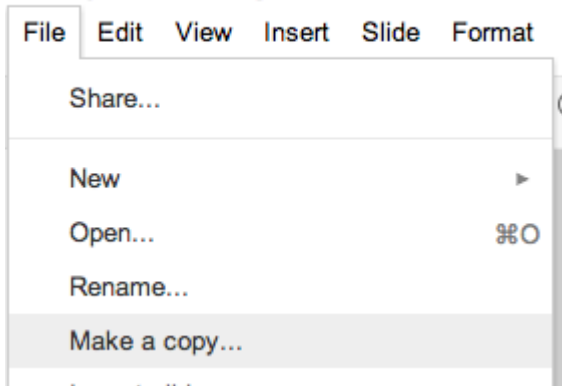 File Edit View Insert Slide Format
Share...
New ►
Open... ⌘O
Rename...
Make a copy...